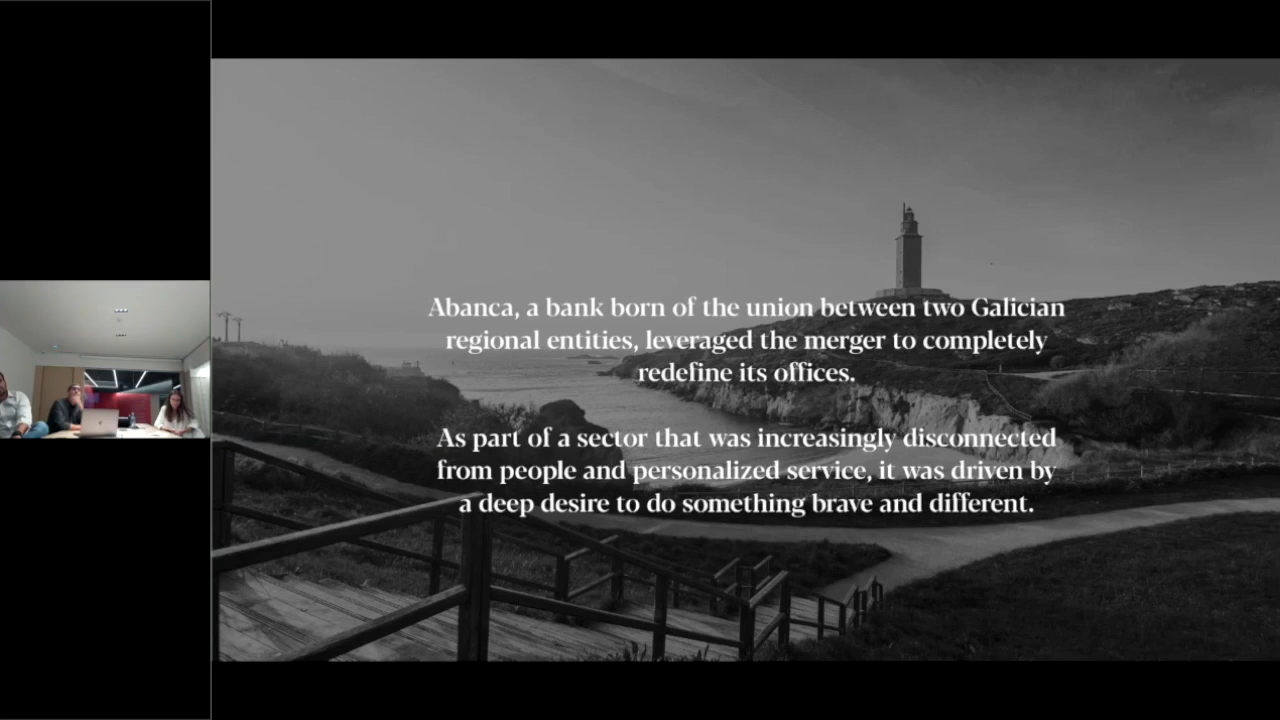 Abanca, a bank born of the union between two Galician
regional entities, leveraged the merger to completely
redefine its offices.
As part of a sector that was increasingly disconnected
from people and personalized service, it was driven by
a deep desire to do something brave and different.